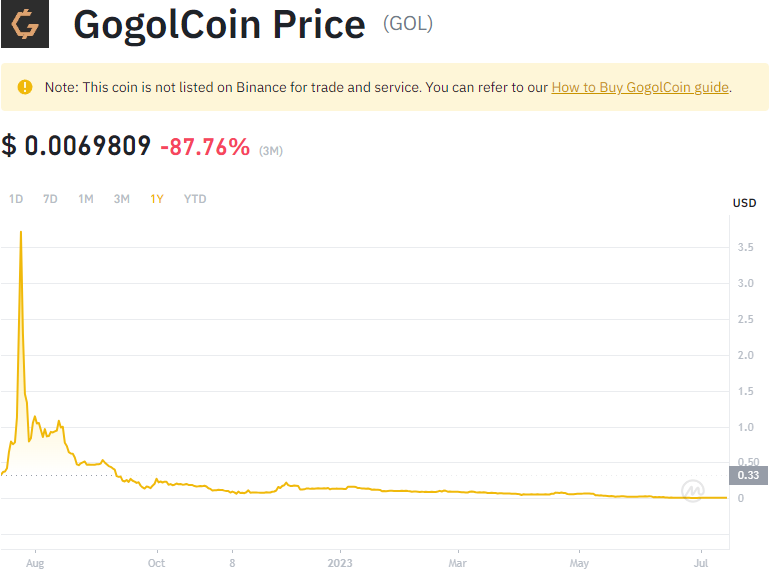 GogolCoin Price (GOL)
Note: This coin is not listed on Binance for trade and service. You can refer to our How to Buy GogolCoin guide.
$ 0.0069809 -87.76% (3M)
1D 7D 1M 3M 1Y YTD
USD
3.5
3.0
2.5
2.0
1.5
1.0
0.50
0.33
0
Aug Oct 8 2023 Mar May Jul